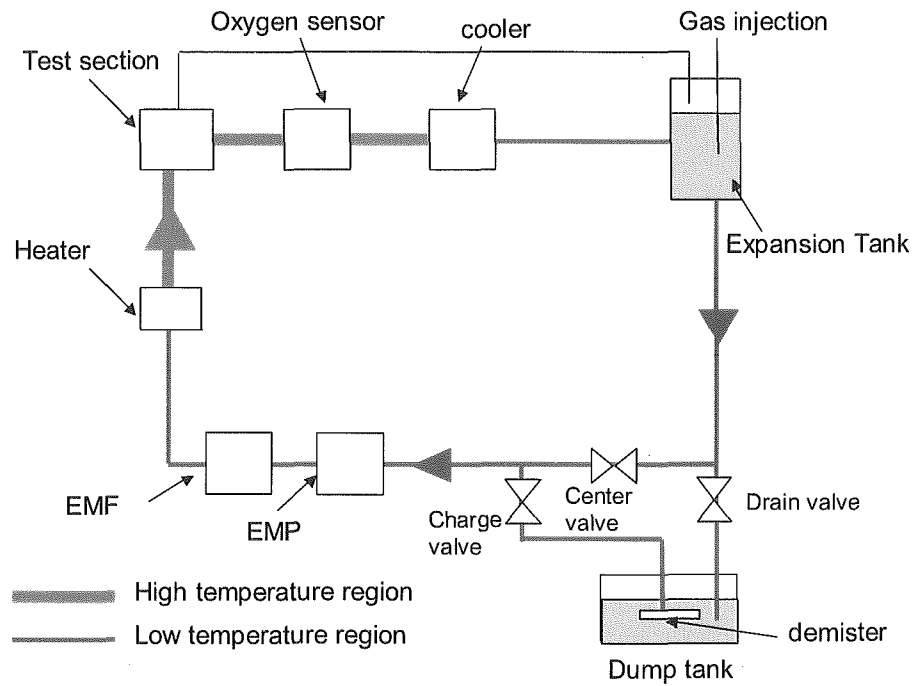 Oxygen sensor
Gas injection
cooler
Test section
Expansion Tank
Heater
EMF
EMP
Charge
valve
Center
valve
Drain valve
High temperature region
Low temperature region
demister
Dump tank